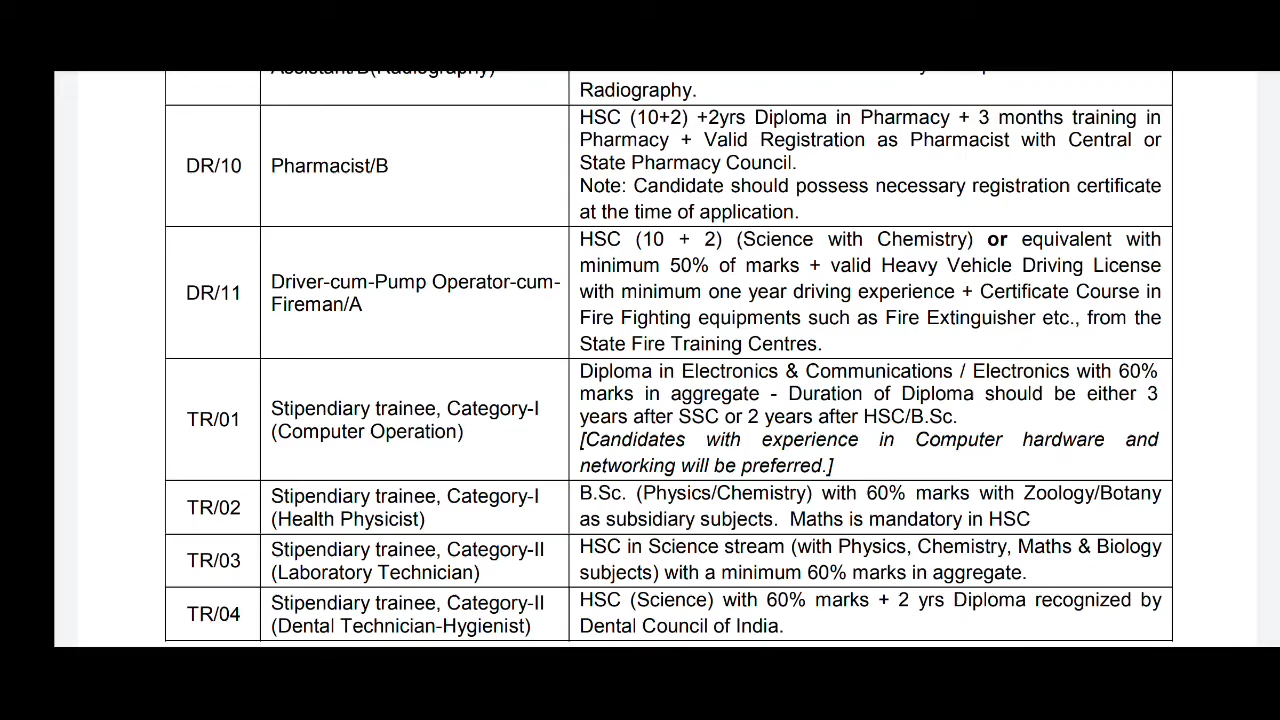 Assistant/B(Radiography)
Radiography.
DR/10
Pharmacist/B
HSC (10+2) +2yrs Diploma in Pharmacy + 3 months training in
Pharmacy + Valid Registration as Pharmacist with Central or
State Pharmacy Council.
Note: Candidate should possess necessary registration certificate
at the time of application.
DR/11
Driver-cum-Pump Operator-cum-
Fireman/A
HSC (10 + 2) (Science with Chemistry) or equivalent with
minimum 50% of marks + valid Heavy Vehicle Driving License
with minimum one year driving experience + Certificate Course in
Fire Fighting equipments such as Fire Extinguisher etc., from the
State Fire Training Centres.
TR/01
Stipendiary trainee, Category-I
(Computer Operation)
Diploma in Electronics & Communications / Electronics with 60%
marks in aggregate - Duration of Diploma should be either 3
years after SSC or 2 years after HSC/B.Sc.
[Candidates with experience in Computer hardware and
networking will be preferred.]
TR/02
Stipendiary trainee, Category-I
(Health Physicist)
B.Sc. (Physics/Chemistry) with 60% marks with Zoology/Botany
as subsidiary subjects. Maths is mandatory in HSC
TR/03
Stipendiary trainee, Category-II
(Laboratory Technician)
HSC in Science stream (with Physics, Chemistry, Maths & Biology
subjects) with a minimum 60% marks in aggregate.
TR/04
Stipendiary trainee, Category-II
(Dental Technician-Hygienist)
HSC (Science) with 60% marks + 2 yrs Diploma recognized by
Dental Council of India.